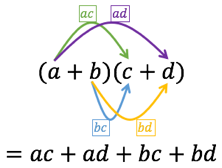 ac ad
(a + b)(c + d)
bc bd
= ac + ad + bc + bd